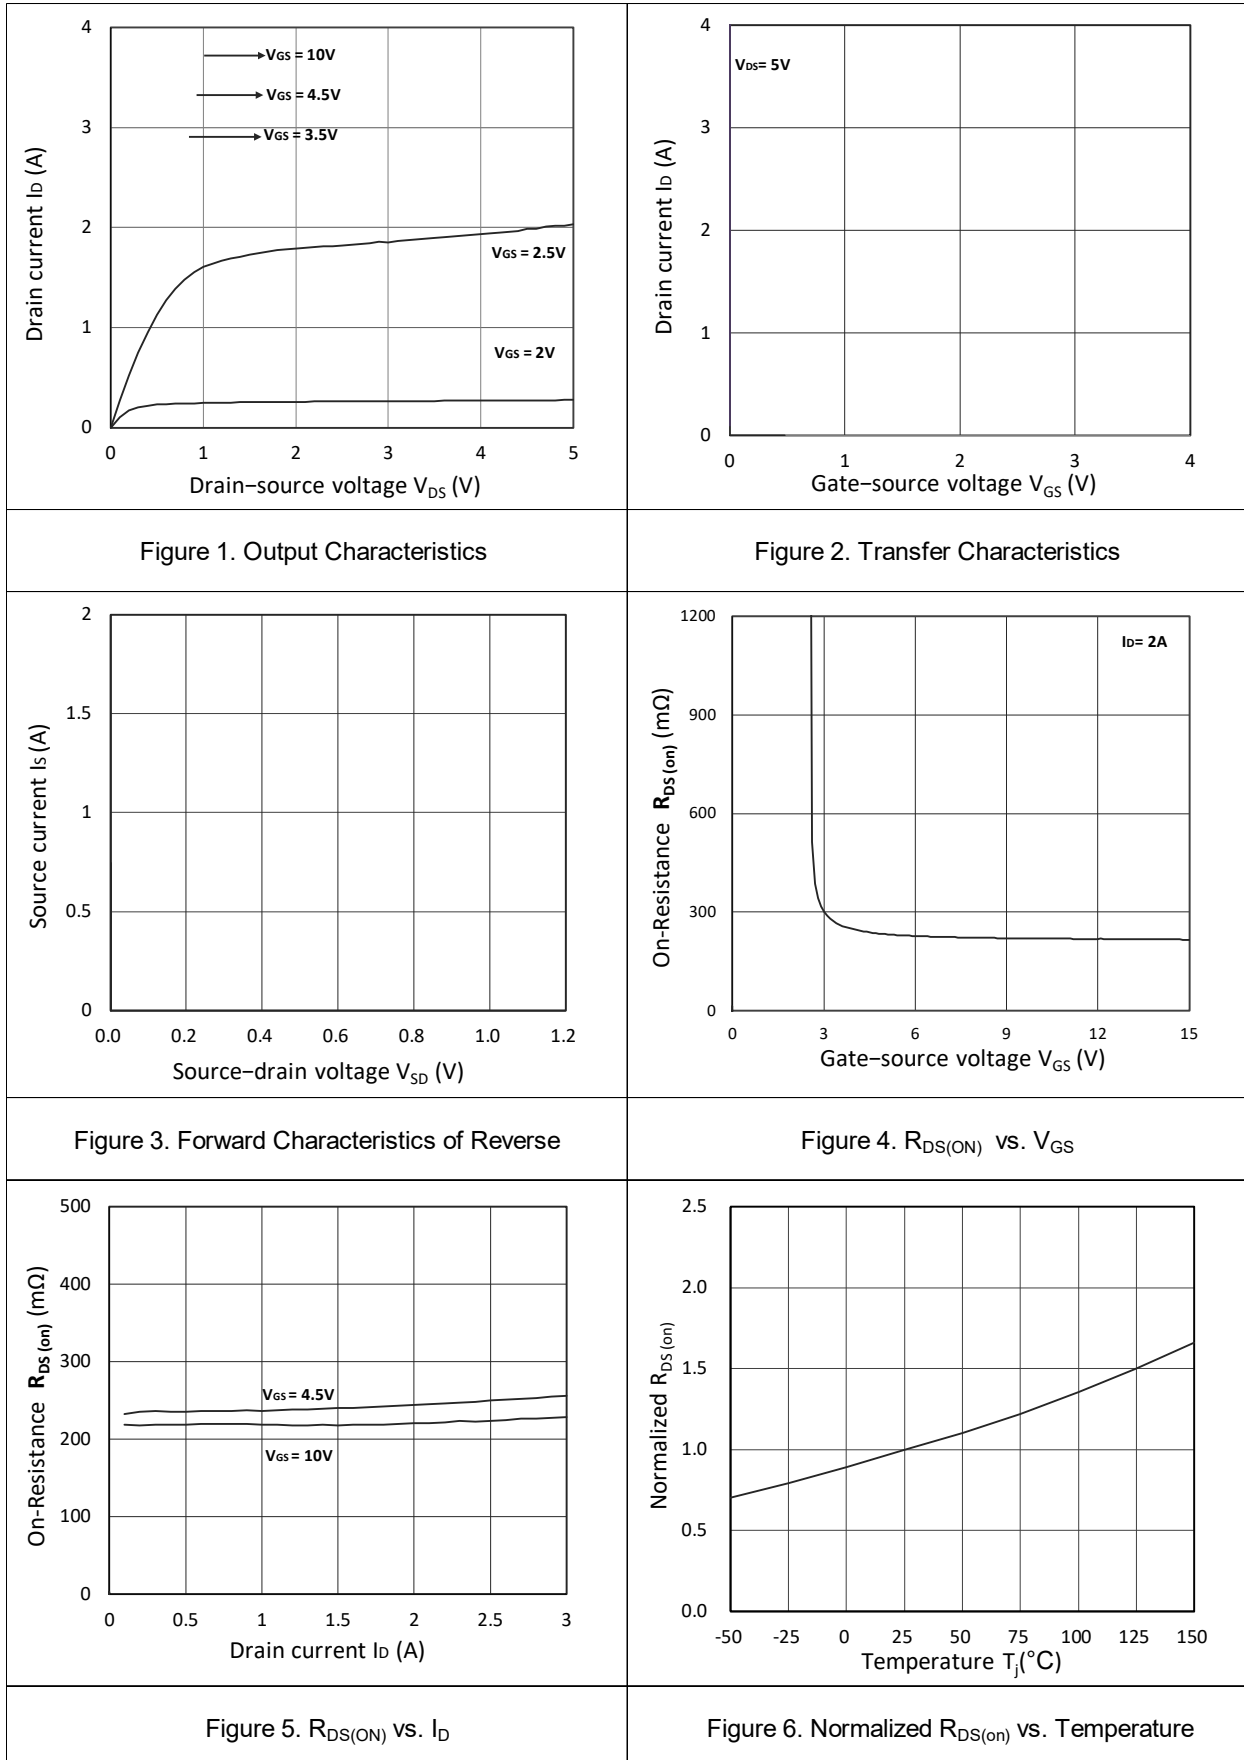 4
3
2
1
0
VGS = 10V
VGS = 4.5V
VGS = 3.5V
VGS = 2.5V
VGS = 2V
0 1 2 3 4 5
Drain current ID (A)
Drain−source voltage VDS (V)
Figure 1. Output Characteristics
4
3
2
1
0
VDS= 5V
0 1 2 3 4
Drain current ID (A)
Gate−source voltage VGS (V)
Figure 2. Transfer Characteristics
2
1.5
1
0.5
0
0.0 0.2 0.4 0.6 0.8 1.0 1.2
Source current IS (A)
Source−drain voltage VSD (V)
Figure 3. Forward Characteristics of Reverse
1200
900
600
300
0
ID= 2A
0 3 6 9 12 15
On-Resistance RDS(on) (mΩ)
Gate−source voltage VGS (V)
Figure 4. RDS(ON) vs. VGS
500
400
300
200
100
0
VGS = 4.5V
VGS = 10V
0 0.5 1 1.5 2 2.5 3
On-Resistance RDS(on) (mΩ)
Drain current ID (A)
Figure 5. RDS(ON) vs. ID
2.5
2.0
1.5
1.0
0.5
0.0
-50 -25 0 25 50 75 100 125 150
Normalized RDS(on)
Temperature Tj(°C)
Figure 6. Normalized RDS(on) vs. Temperature